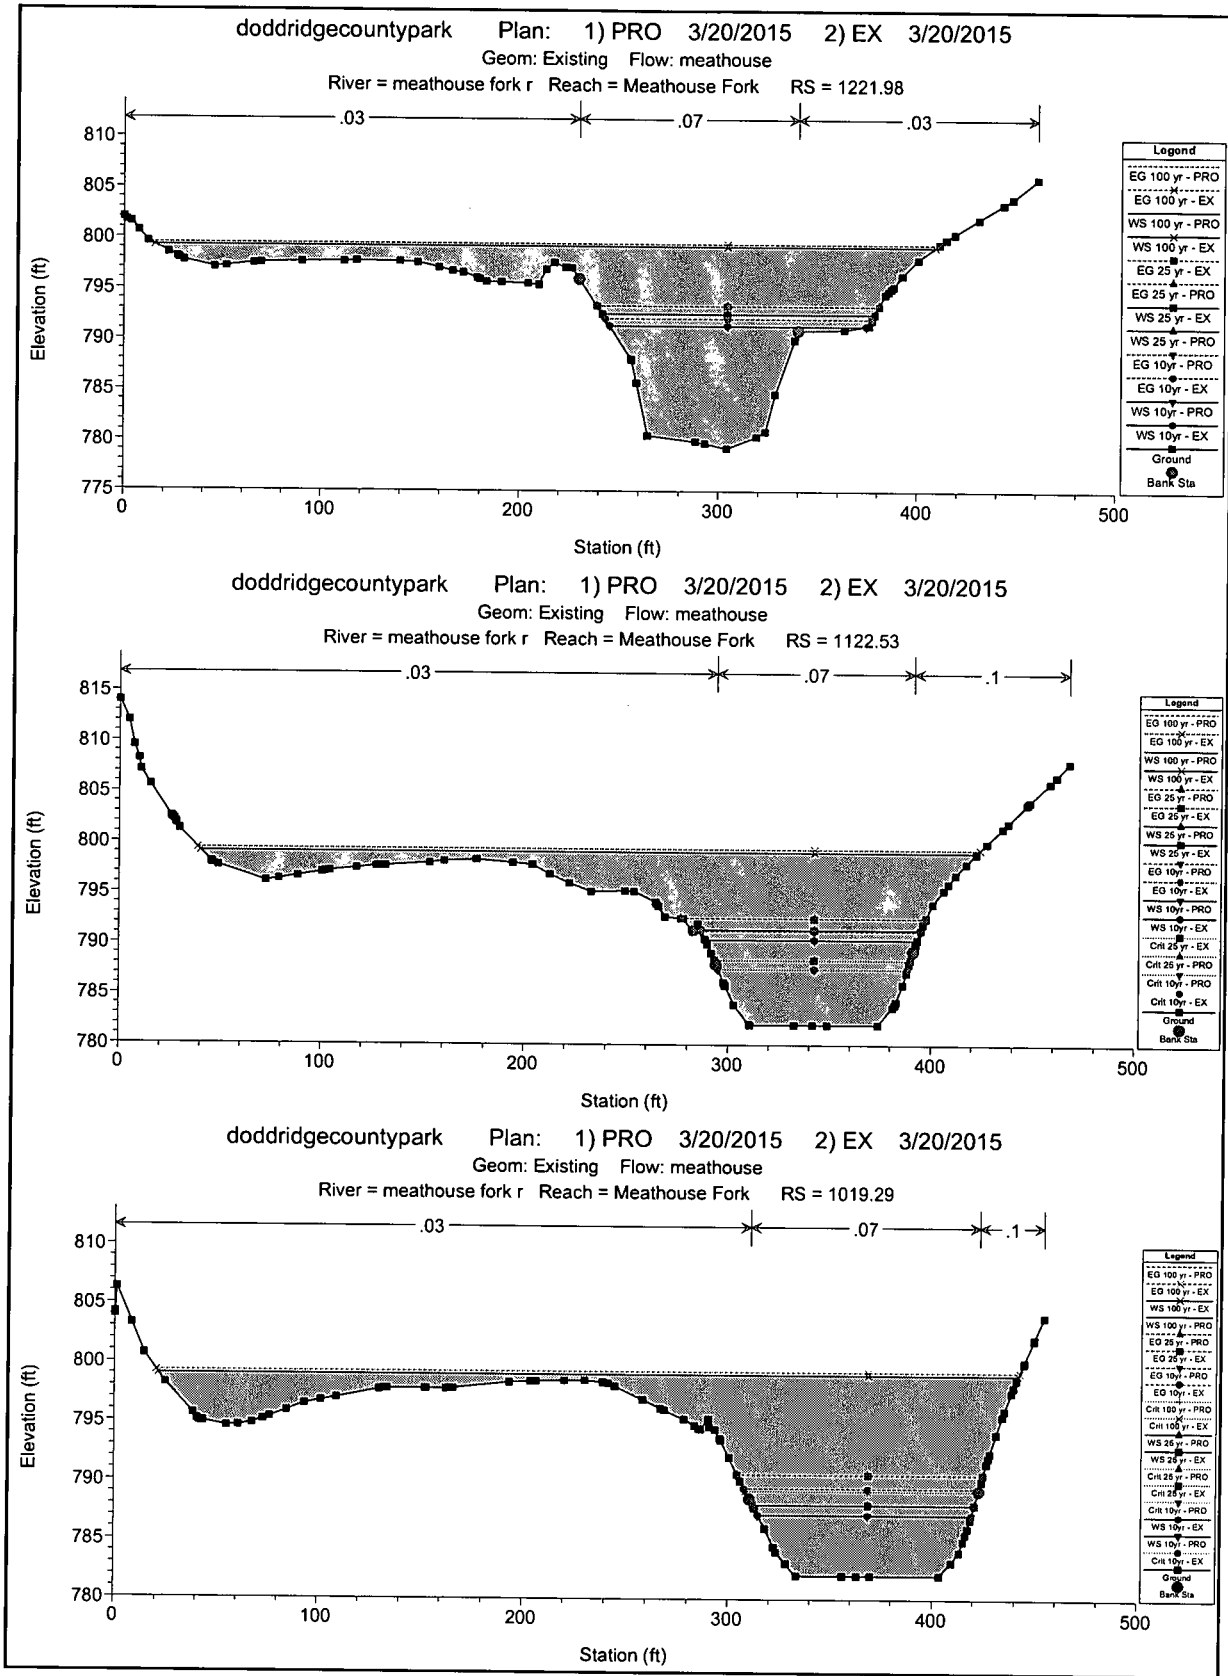 doddridgecountypark Plan: 1) PRO 3/20/2015 2) EX 3/20/2015
Geom: Existing Flow: meathouse
River = meathouse fork r Reach = Meathouse Fork RS = 1221.98
.03 .07 .03
810
805
800
795
790
785
780
775
Elevation (ft)
0 100 200 300 400 500
Station (ft)
Legend
EG 100 yr - PRO
EG 100 yr - EX
WS 100 yr - PRO
WS 100 yr - EX
EG 25 yr - EX
EG 25 yr - PRO
WS 25 yr - EX
WS 25 yr - PRO
EG 10yr - PRO
EG 10yr - EX
WS 10yr - PRO
WS 10yr - EX
Ground
Bank Sta
doddridgecountypark Plan: 1) PRO 3/20/2015 2) EX 3/20/2015
Geom: Existing Flow: meathouse
River = meathouse fork r Reach = Meathouse Fork RS = 1122.53
.03 .07 .1
815
810
805
800
795
790
785
780
Elevation (ft)
0 100 200 300 400 500
Station (ft)
Legend
EG 100 yr - PRO
EG 100 yr - EX
WS 100 yr - PRO
WS 100 yr - EX
EG 25 yr - PRO
EG 25 yr - EX
WS 25 yr - PRO
WS 25 yr - EX
EG 10yr - PRO
EG 10yr - EX
WS 10yr - PRO
WS 10yr - EX
Crit 25 yr - EX
Crit 25 yr - PRO
Crit 10yr - PRO
Crit 10yr - EX
Ground
Bank Sta
doddridgecountypark Plan: 1) PRO 3/20/2015 2) EX 3/20/2015
Geom: Existing Flow: meathouse
River = meathouse fork r Reach = Meathouse Fork RS = 1019.29
.03 .07 .1
810
805
800
795
790
785
780
Elevation (ft)
0 100 200 300 400 500
Station (ft)
Legend
EG 100 yr - PRO
EG 100 yr - EX
WS 100 yr - EX
WS 100 yr - PRO
EG 25 yr - PRO
EG 25 yr - EX
EG 10yr - PRO
EG 10yr - EX
Crit 100 yr - PRO
Crit 100 yr - EX
WS 25 yr - PRO
WS 25 yr - EX
Crit 25 yr - PRO
Crit 25 yr - EX
Crit 10yr - PRO
WS 10yr - EX
WS 10yr - PRO
Crit 10yr - EX
Ground
Bank Sta